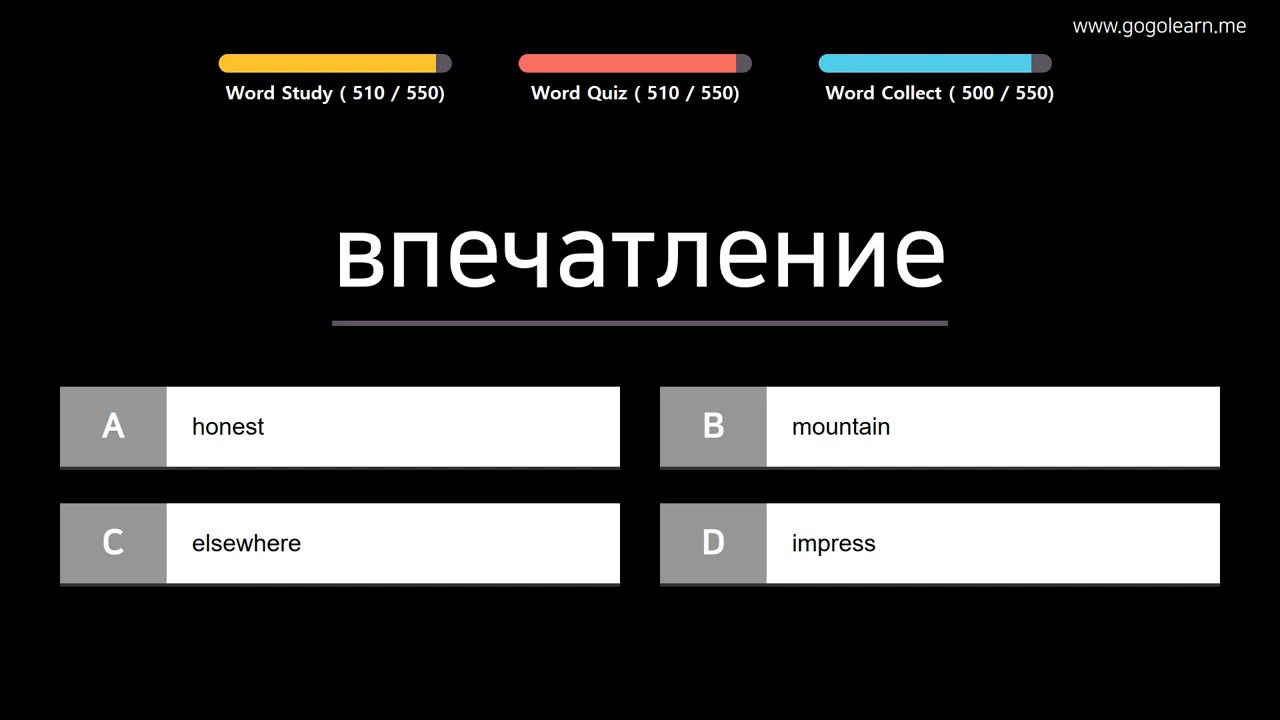 www.gogolearn.me
Word Study ( 510 / 550)
Word Quiz ( 510 / 550)
Word Collect ( 500 / 550)
впечатление
A honest
B mountain
C elsewhere
D impress